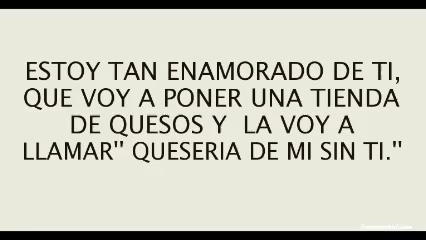 ESTOY TAN ENAMORADO DE TI,
QUE VOY A PONER UNA TIENDA
DE QUESOS Y LA VOY A
LLAMAR" QUESERIA DE MI SIN TI."